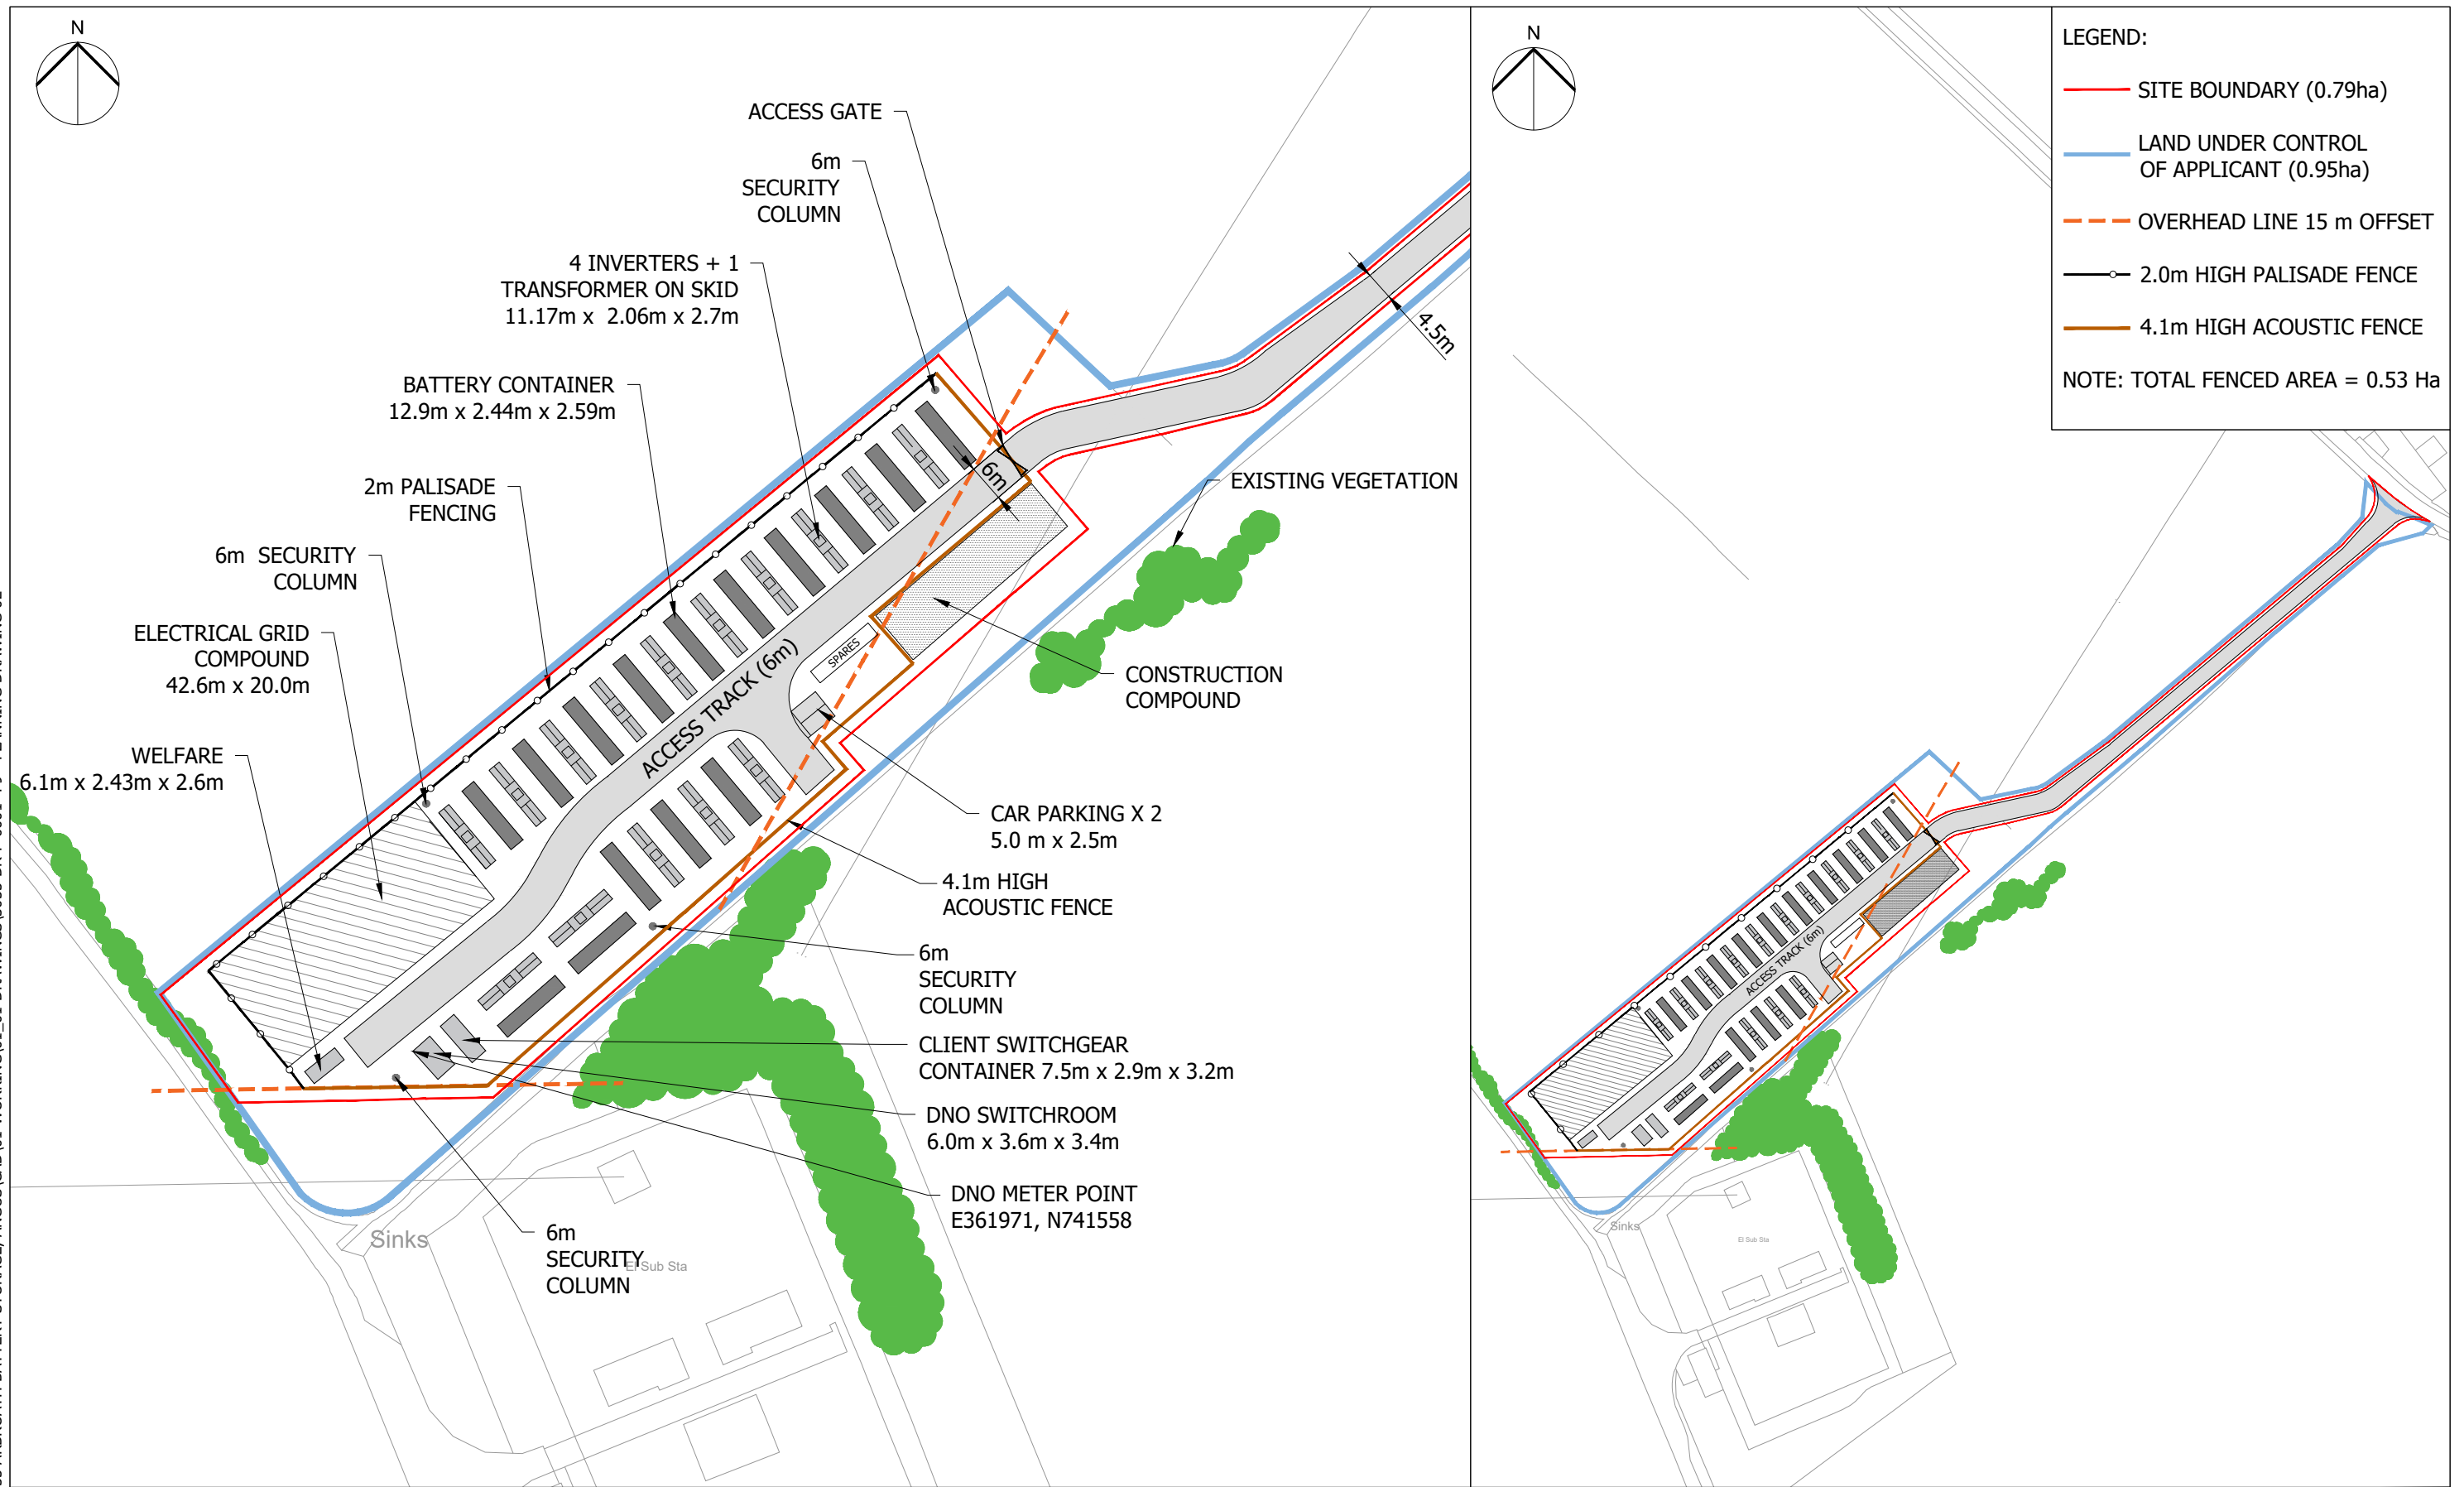 N
ACCESS GATE
6m
SECURITY
COLUMN
4 INVERTERS + 1
TRANSFORMER ON SKID
11.17m x 2.06m x 2.7m
BATTERY CONTAINER
12.9m x 2.44m x 2.59m
2m PALISADE
FENCING
6m SECURITY
COLUMN
ELECTRICAL GRID
COMPOUND
42.6m x 20.0m
WELFARE
6.1m x 2.43m x 2.6m
4.5m
6m
EXISTING VEGETATION
SPARES
ACCESS TRACK (6m)
CONSTRUCTION
COMPOUND
CAR PARKING X 2
5.0 m x 2.5m
4.1m HIGH
ACOUSTIC FENCE
6m
SECURITY
COLUMN
CLIENT SWITCHGEAR
CONTAINER 7.5m x 2.9m x 3.2m
DNO SWITCHROOM
6.0m x 3.6m x 3.4m
DNO METER POINT
E361971, N741558
6m
SECURITY
COLUMN
Sinks
El Sub Sta
N
ACCESS TRACK (6m)
Sinks
El Sub Sta
LEGEND:
SITE BOUNDARY (0.79ha)
LAND UNDER CONTROL
OF APPLICANT (0.95ha)
OVERHEAD LINE 15 m OFFSET
2.0m HIGH PALISADE FENCE
4.1m HIGH ACOUSTIC FENCE
NOTE: TOTAL FENCED AREA = 0.53 Ha